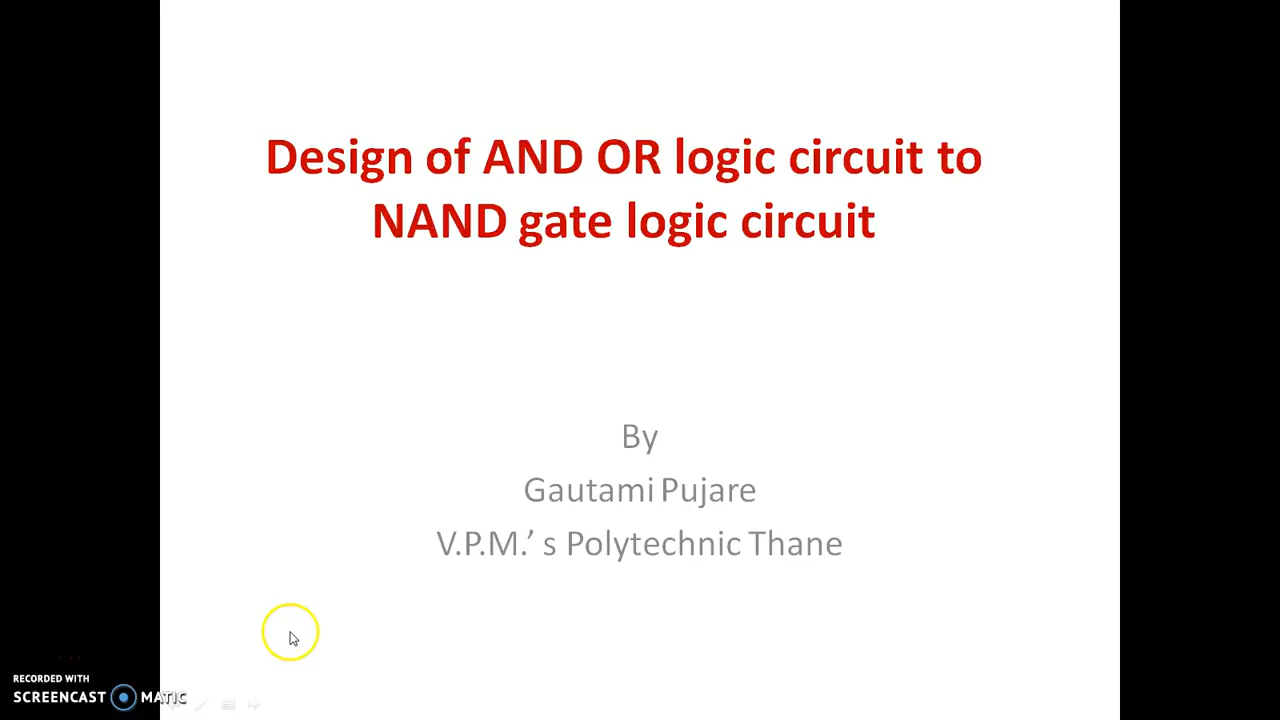 Design of AND OR logic circuit to
NAND gate logic circuit
By
Gautami Pujare
V.P.M.’ s Polytechnic Thane
RECORDED WITH
SCREENCAST MATIC